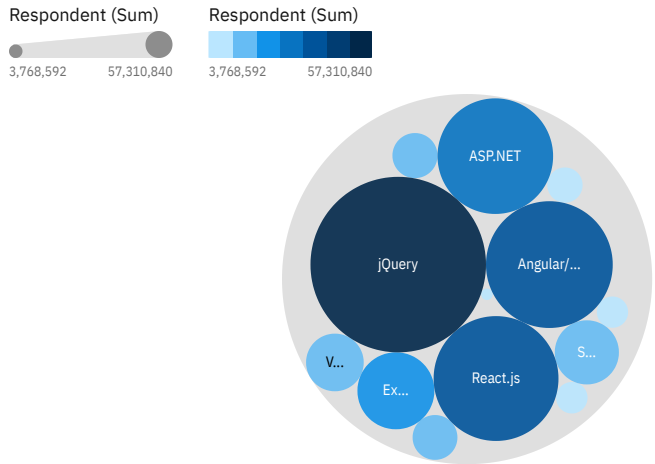 Respondent (Sum)
3,768,592 57,310,840
Respondent (Sum)
3,768,592 57,310,840
ASP.NET
jQuery
Angular/...
S...
V...
React.js
Ex...